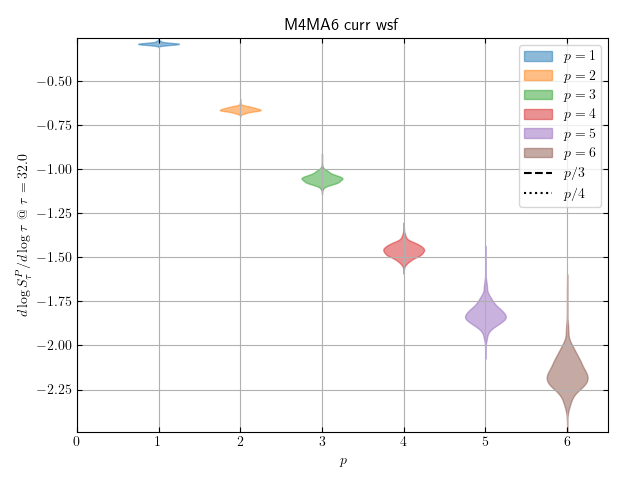 M4MA6 curr wsf
d log S_τ^P / d log τ @ τ = 32.0
−0.50
−0.75
−1.00
−1.25
−1.50
−1.75
−2.00
−2.25
p = 1
p = 2
p = 3
p = 4
p = 5
p = 6
p/3
p/4
0 1 2 3 4 5 6
p